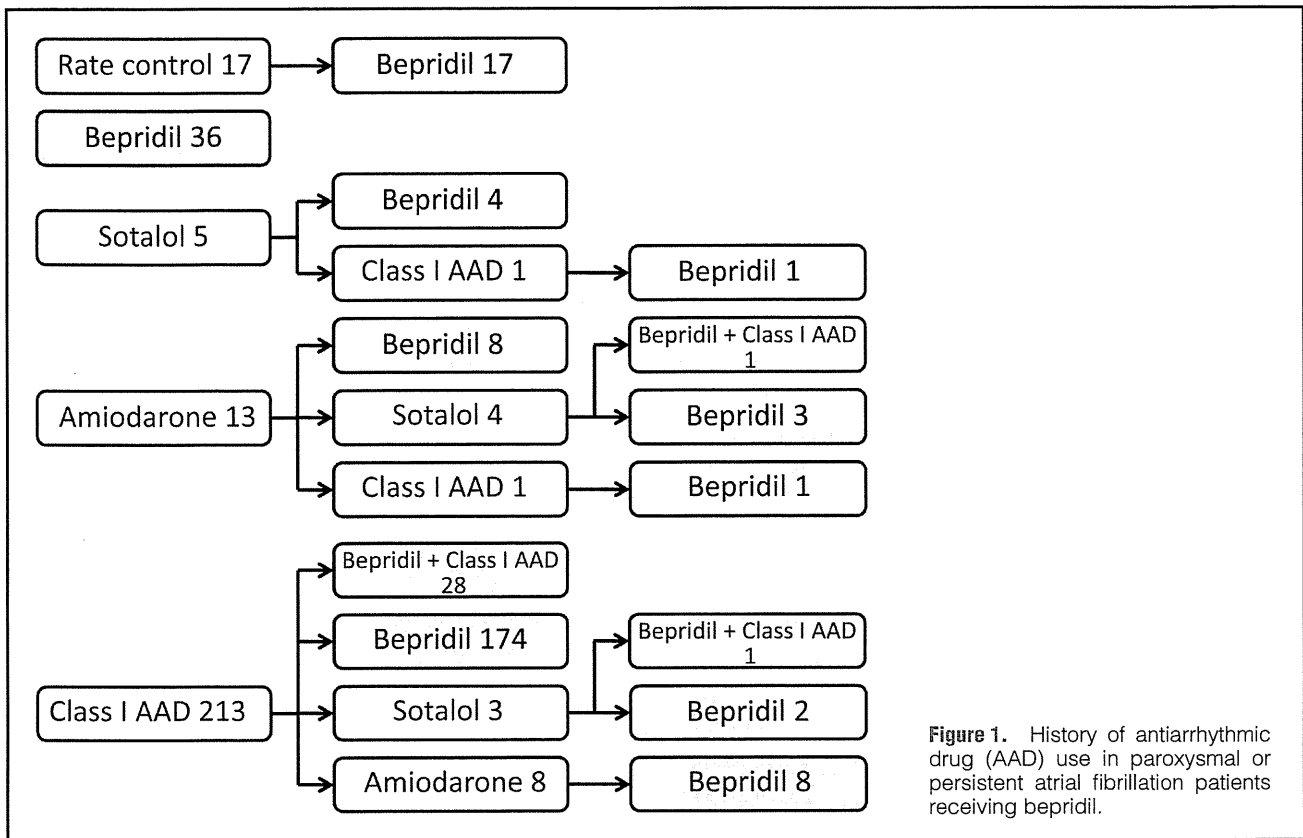 Rate control 17
Bepridil 17
Bepridil 36
Sotalol 5
Bepridil 4
Class I AAD 1
Bepridil 1
Amiodarone 13
Bepridil 8
Sotalol 4
Bepridil + Class I AAD
1
Bepridil 3
Class I AAD 1
Bepridil 1
Class I AAD 213
Bepridil + Class I AAD
28
Bepridil 174
Sotalol 3
Bepridil + Class I AAD
1
Bepridil 2
Amiodarone 8
Bepridil 8
Figure 1. History of antiarrhythmic
drug (AAD) use in paroxysmal or
persistent atrial fibrillation patients
receiving bepridil.